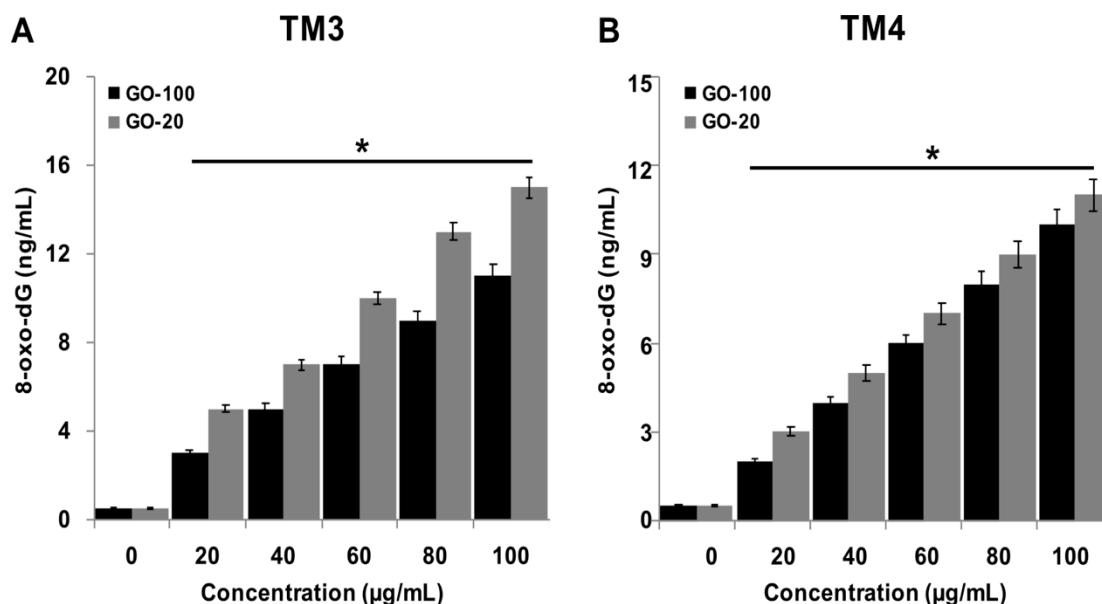 A
TM3
GO-100
GO-20
*
20
16
12
8
4
0
8-oxo-dG (ng/mL)
0 20 40 60 80 100
Concentration (µg/mL)
B
TM4
GO-100
GO-20
*
15
12
9
6
3
0
8-oxo-dG (ng/mL)
0 20 40 60 80 100
Concentration (µg/mL)